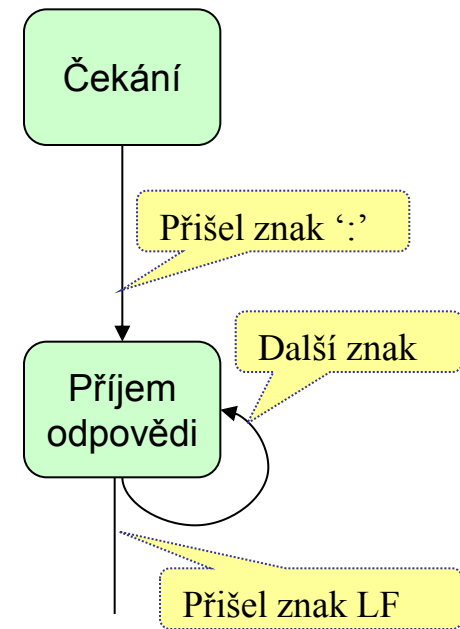 Čekání
Přišel znak ‘:’
Další znak
Příjem
odpovědi
Přišel znak LF